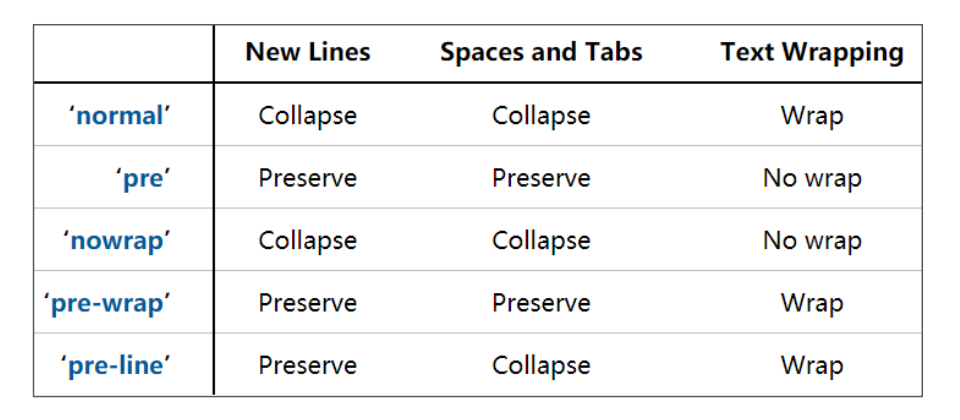 New Lines Spaces and Tabs Text Wrapping
‘normal’ Collapse Collapse Wrap
‘pre’ Preserve Preserve No wrap
‘nowrap’ Collapse Collapse No wrap
‘pre-wrap’ Preserve Preserve Wrap
‘pre-line’ Preserve Collapse Wrap